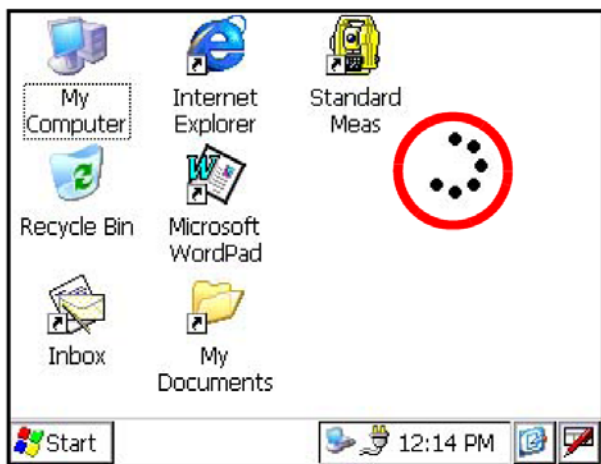 My
Computer
Internet
Explorer
Standard
Meas
Recycle Bin
Microsoft
WordPad
Inbox
My
Documents
Start
12:14 PM